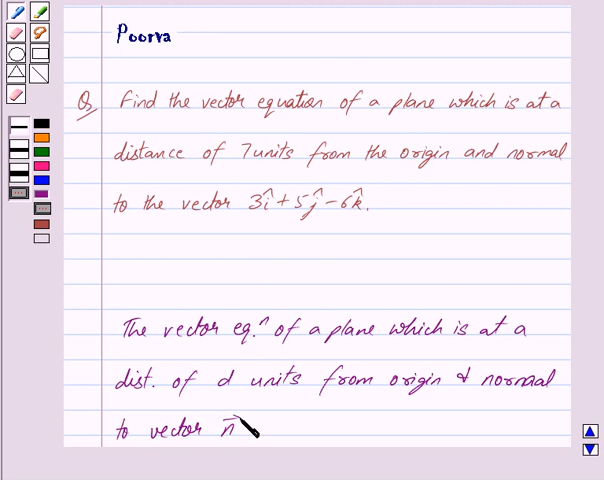 Poorva
Q, Find the vector equation of a plane which is at a
distance of 7 units from the origin and normal
to the vector 3î + 5ĵ - 6k̂.
The vector eq.ⁿ of a plane which is at a
dist. of d units from origin & normal
to vector n⃗